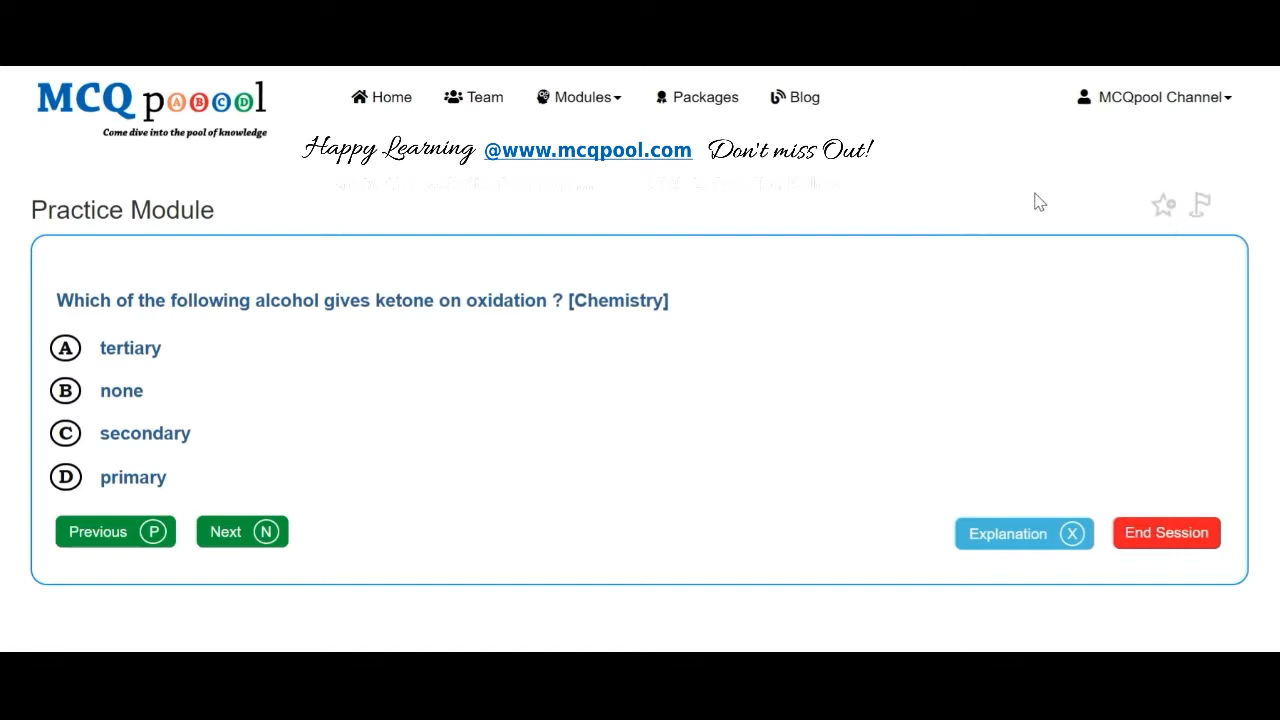 MCQ pooool
Come dive into the pool of knowledge
Home Team Modules Packages Blog MCQpool Channel
Happy Learning @www.mcqpool.com Don't miss Out!
Practice Module
Which of the following alcohol gives ketone on oxidation ? [Chemistry]
A tertiary
B none
C secondary
D primary
Previous P Next N Explanation X End Session